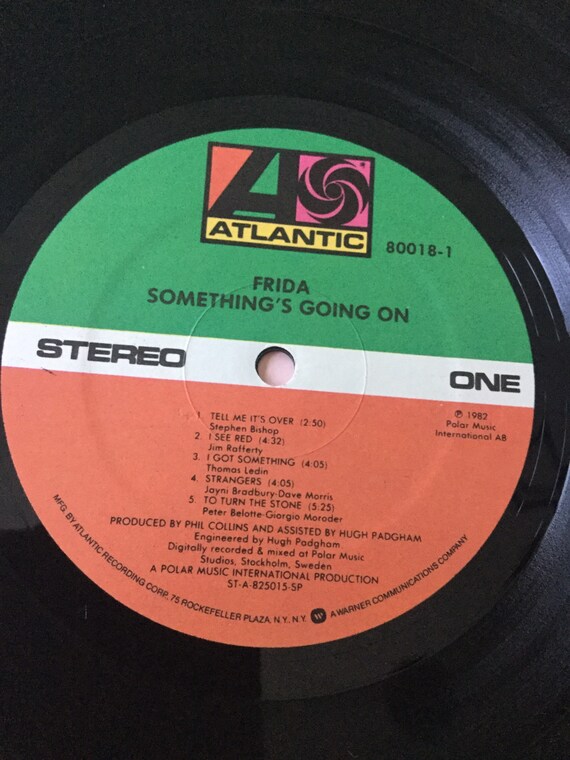 ATLANTIC
80018-1
FRIDA
SOMETHING'S GOING ON
STEREO
ONE
1. TELL ME IT'S OVER (2:50)
Stephen Bishop
2. I SEE RED (4:32)
Jim Rafferty
3. I GOT SOMETHING (4:05)
Thomas Ledin
4. STRANGERS (4:05)
Jayni Bradbury-Dave Morris
5. TO TURN THE STONE (5:25)
Peter Belotte-Giorgio Moroder
℗ 1982
Polar Music
International AB
PRODUCED BY PHIL COLLINS AND ASSISTED BY HUGH PADGHAM
Engineered by Hugh Padgham
Digitally recorded & mixed at Polar Music
Studios, Stockholm, Sweden
A POLAR MUSIC INTERNATIONAL PRODUCTION
ST-A-825015-SP
MFG. BY ATLANTIC RECORDING CORP. 75 ROCKEFELLER PLAZA, N.Y. N.Y. A WARNER COMMUNICATIONS COMPANY